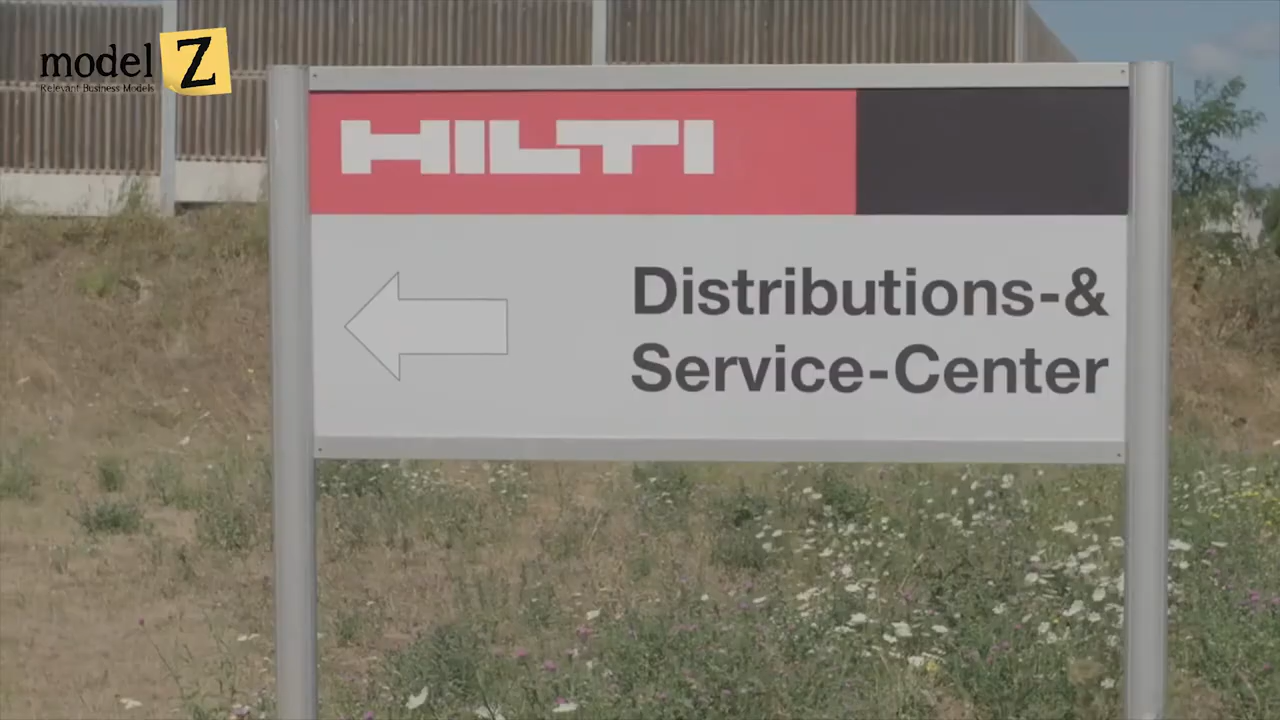 model Z
Relevant Business Models
HILTI
Distributions-&
Service-Center